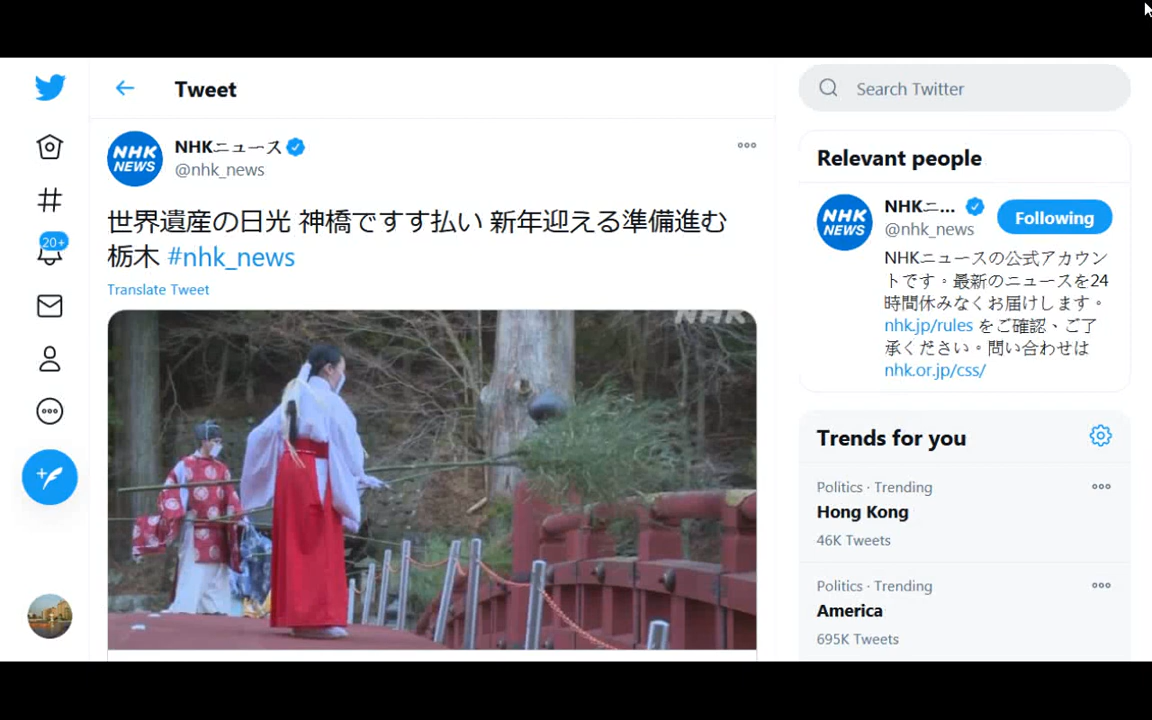 Tweet
NHK NEWS
NHKニュース
@nhk_news
世界遺産の日光 神橋ですす払い 新年迎える準備進む
栃木 #nhk_news
Translate Tweet
NHK
20+
Search Twitter
Relevant people
NHK NEWS
NHKニ...
@nhk_news
Following
NHKニュースの公式アカウン
トです。最新のニュースを24
時間休みなくお届けします。
nhk.jp/rules をご確認、ご了
承ください。問い合わせは
nhk.or.jp/css/
Trends for you
Politics · Trending
Hong Kong
46K Tweets
Politics · Trending
America
695K Tweets